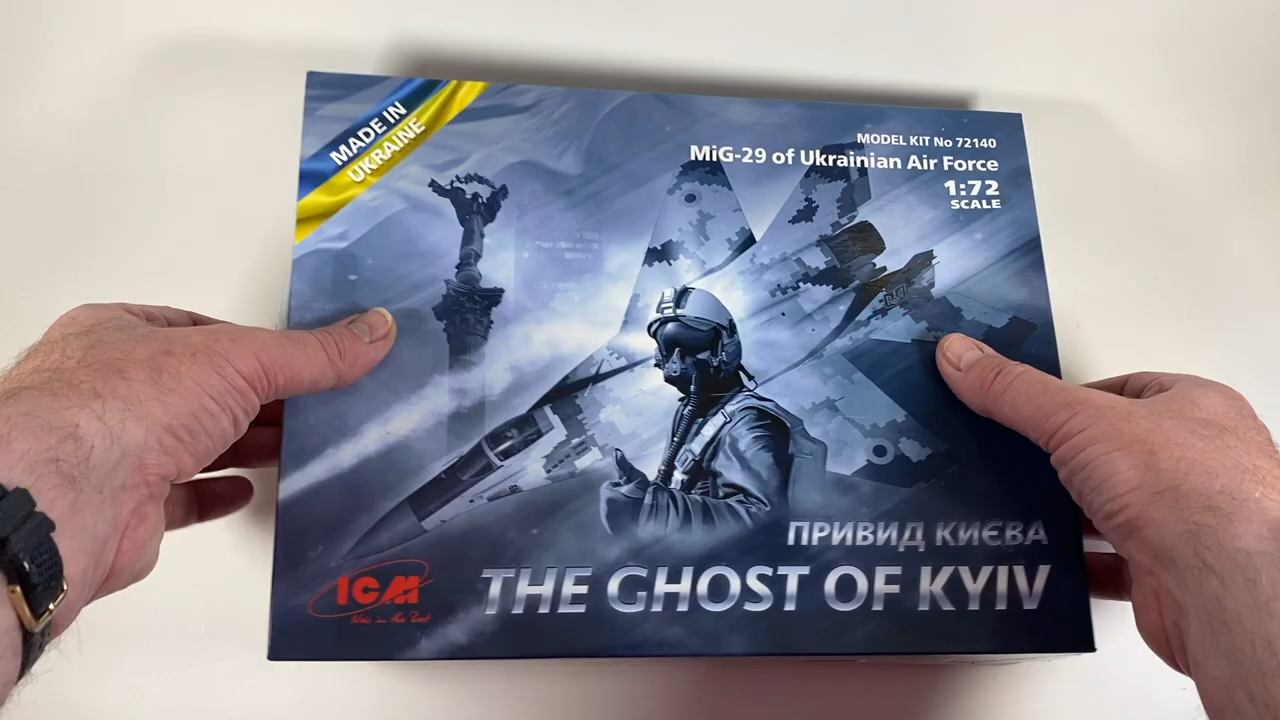 MADE IN
UKRAINE
MODEL KIT No 72140
MiG-29 of Ukrainian Air Force
1:72
SCALE
ПРИВИД КИЄВА
THE GHOST OF KYIV
ICM